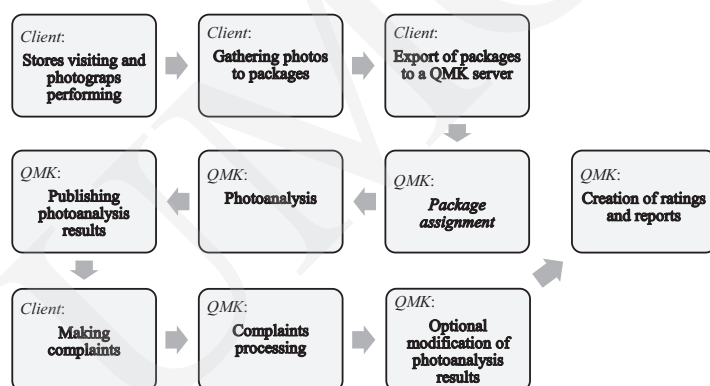 Client:
Stores visiting and
photograps
performing
Client:
Gathering photos
to packages
Client:
Export of packages
to a QMK server
QMK:
Package
assignment
QMK:
Photoanalysis
QMK:
Publishing
photoanalysis
results
Client:
Making
complaints
QMK:
Complaints
processing
QMK:
Optional
modification of
photoanalysis
results
QMK:
Creation of ratings
and reports